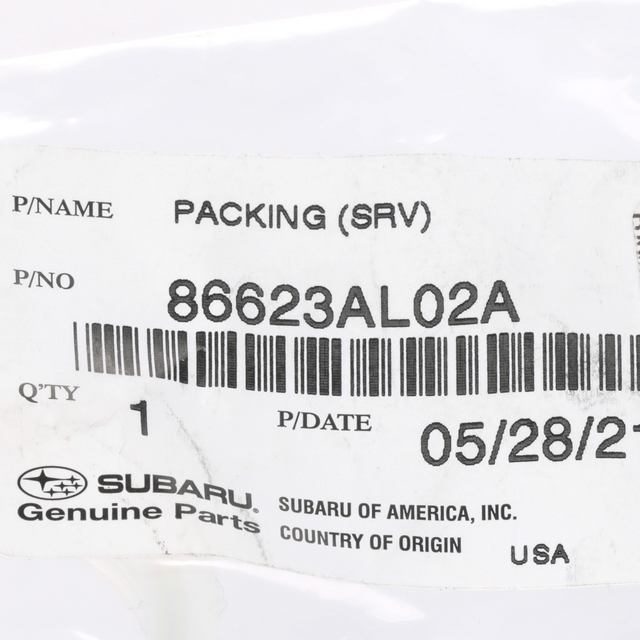 P/NAME PACKING (SRV)
P/NO 86623AL02A
Q'TY 1 P/DATE 05/28/21
SUBARU.
Genuine Parts
SUBARU OF AMERICA, INC.
COUNTRY OF ORIGIN USA